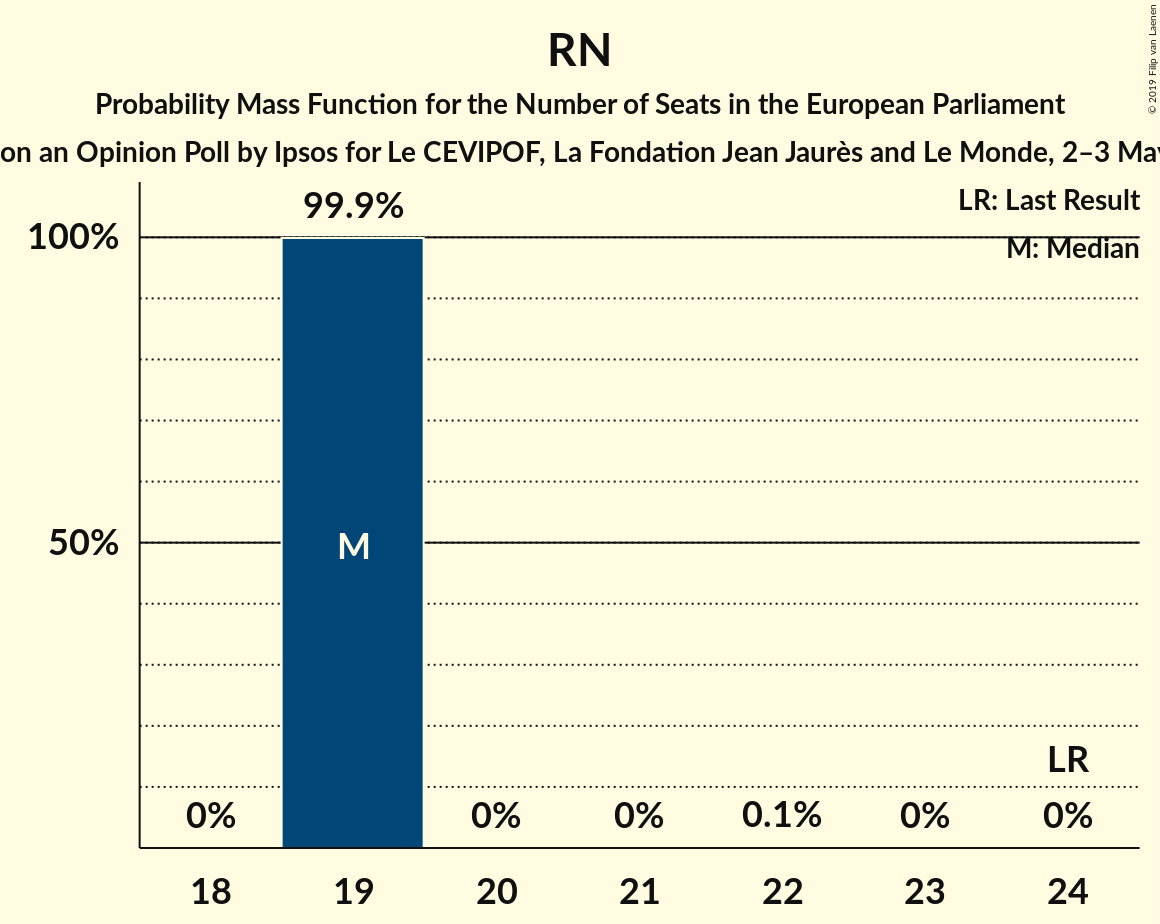 RN
Probability Mass Function for the Number of Seats in the European Parliament
on an Opinion Poll by Ipsos for Le CEVIPOF, La Fondation Jean Jaurès and Le Monde, 2–3 May
© 2019 Filip van Laenen
LR: Last Result
M: Median
99.9%
100%
50%
M
LR
0%
0%
0%
0.1%
0%
0%
18
19
20
21
22
23
24